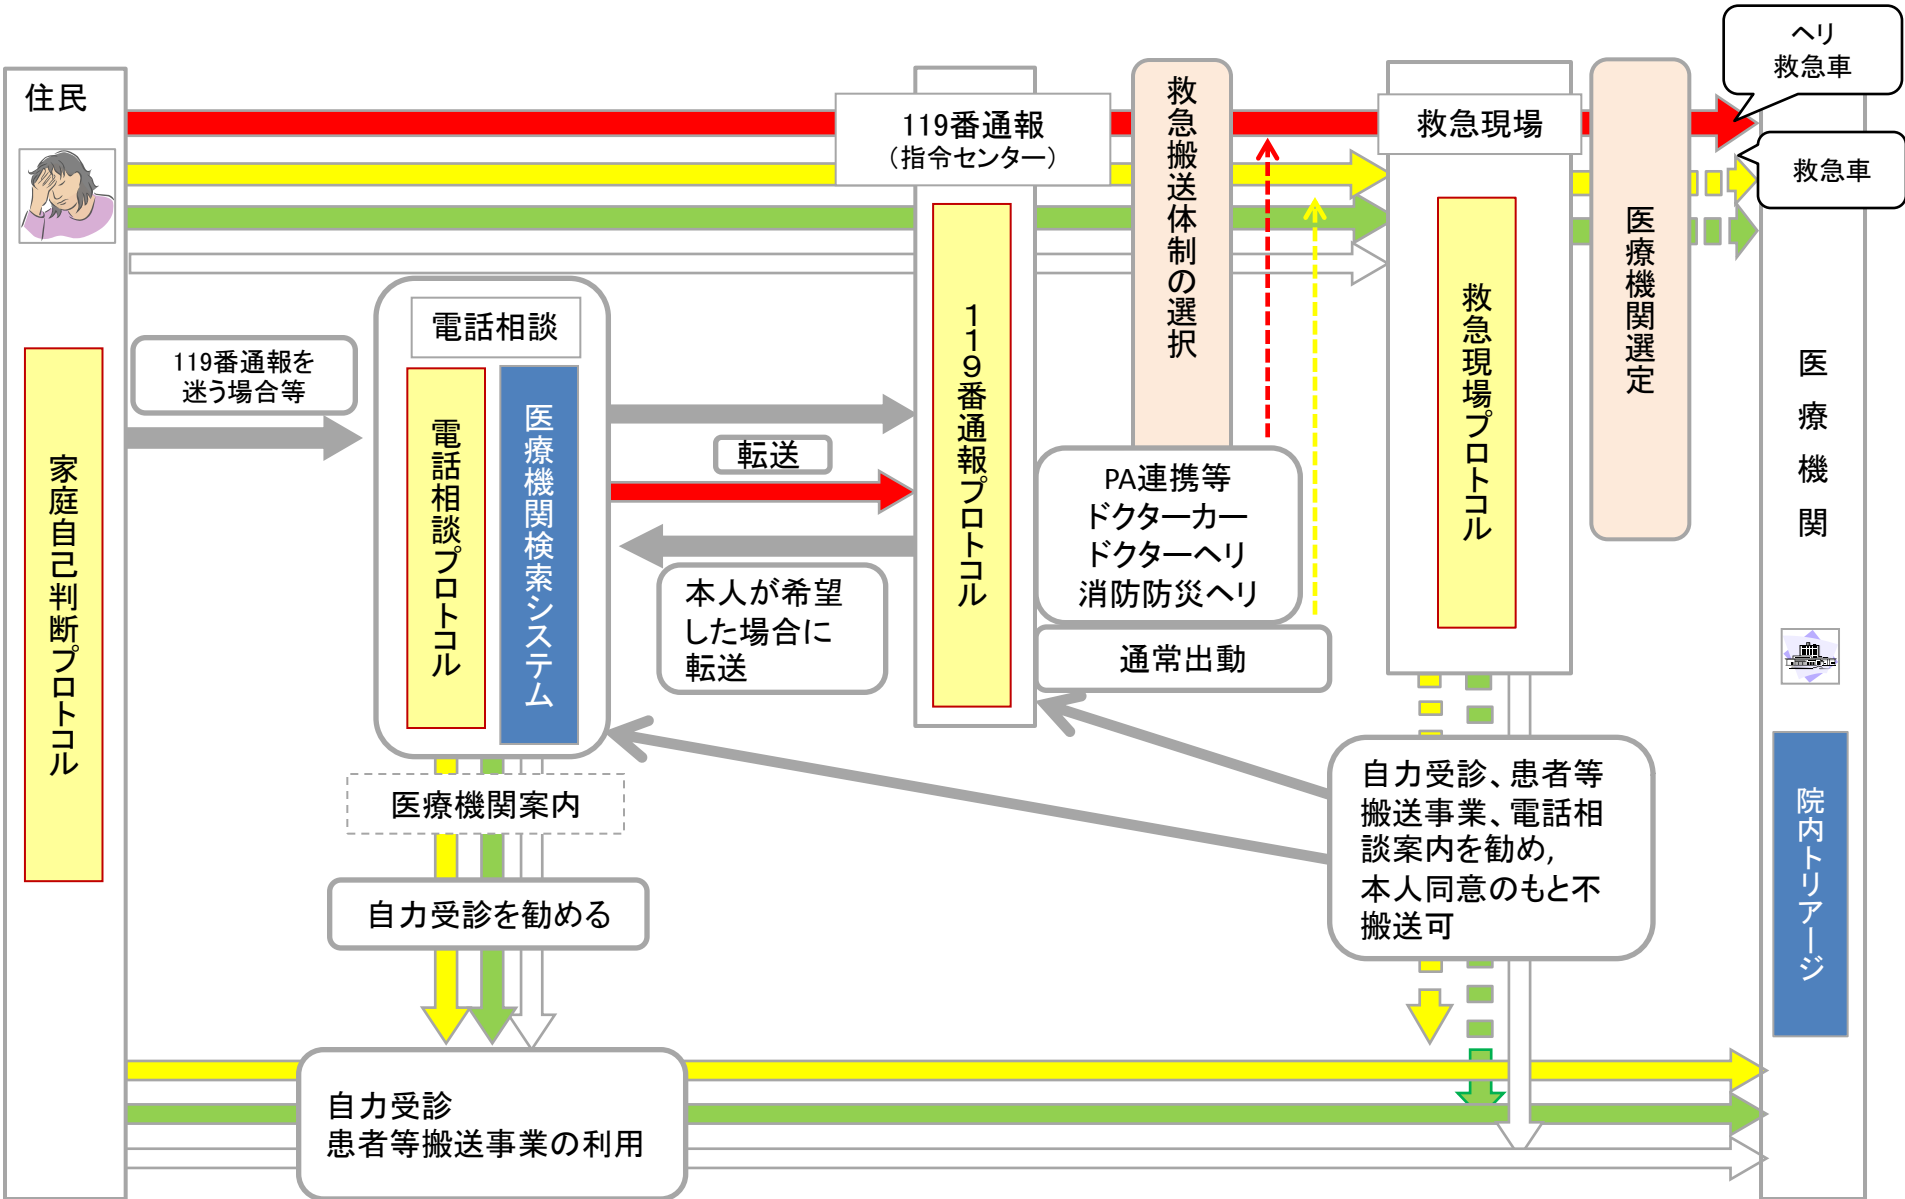 住民
家庭自己判断プロトコル
119番通報を
迷う場合等
電話相談
電話相談プロトコル
医療機関検索システム
医療機関案内
自力受診を勧める
自力受診
患者等搬送事業の利用
転送
本人が希望
した場合に
転送
119番通報
（指令センター）
１１９番通報プロトコル
救急搬送体制の選択
PA連携等
ドクターカー
ドクターヘリ
消防防災ヘリ
通常出動
救急現場
救急現場プロトコル
自力受診、患者等
搬送事業、電話相
談案内を勧め,
本人同意のもと不
搬送可
医療機関選定
ヘリ
救急車
救急車
医療機関
院内トリアージ